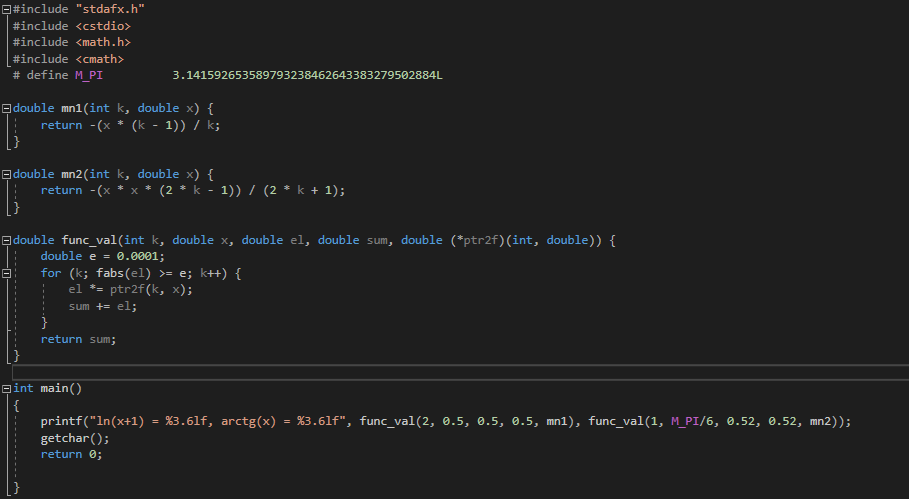 #include "stdafx.h"
#include <cstdio>
#include <math.h>
#include <cmath>
# define M_PI 3.141592653589793238462643383279502884L
double mn1(int k, double x) {
return -(x * (k - 1)) / k;
}
double mn2(int k, double x) {
return -(x * x * (2 * k - 1)) / (2 * k + 1);
}
double func_val(int k, double x, double el, double sum, double (*ptr2f)(int, double)) {
double e = 0.0001;
for (k; fabs(el) >= e; k++) {
el *= ptr2f(k, x);
sum += el;
}
return sum;
}
int main()
{
printf("ln(x+1) = %3.6lf, arctg(x) = %3.6lf", func_val(2, 0.5, 0.5, 0.5, mn1), func_val(1, M_PI/6, 0.52, 0.52, mn2));
getchar();
return 0;
}